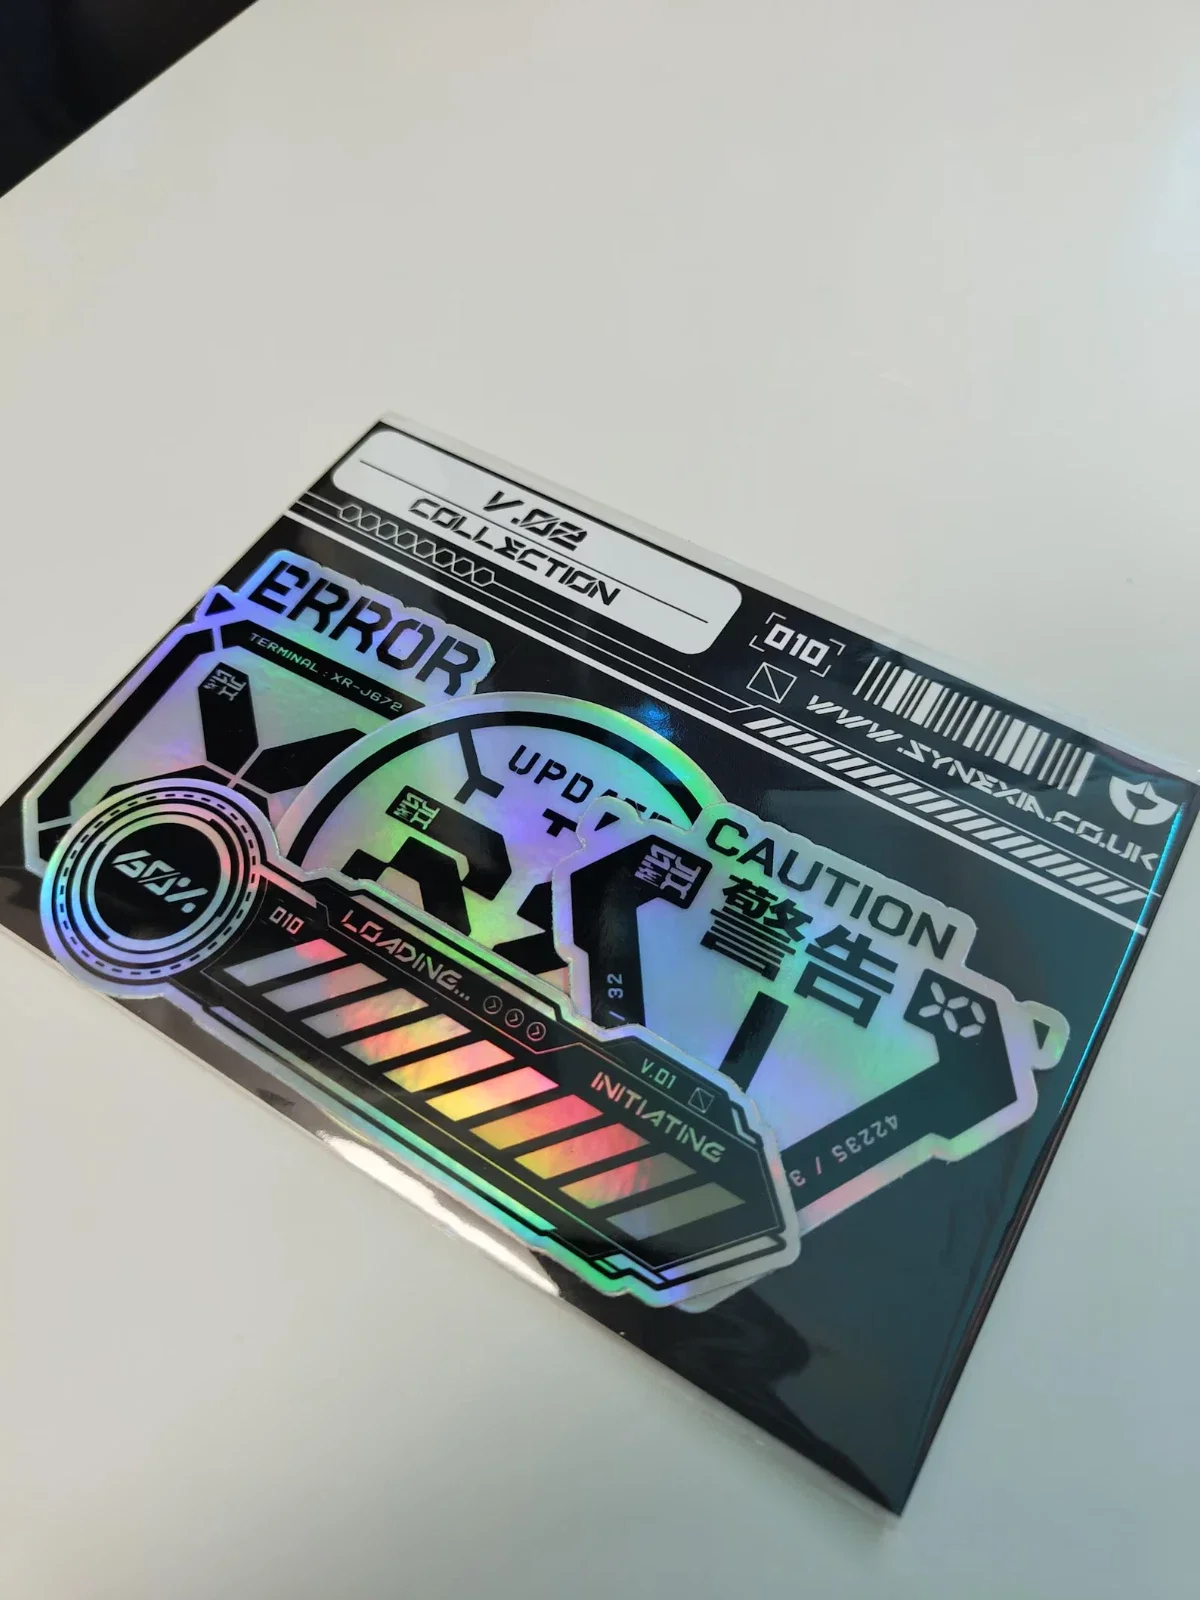 V.02
COLLECTION
010
WWW.SYNEXIA.CO.UK
ERROR
TERMINAL : XR-J672
CAUTION
警告
/ 32
42235 / 3
60%
010
LOADING...
V.01
INITIATING